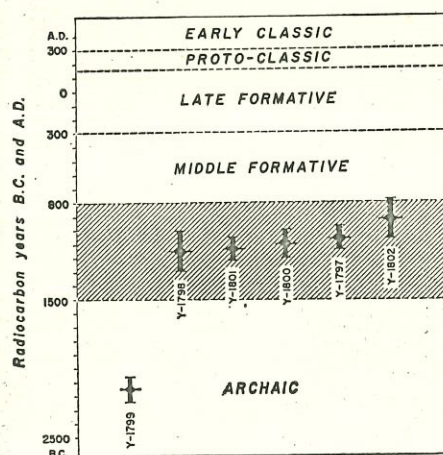 A.D.
300
EARLY CLASSIC
PROTO-CLASSIC
0
LATE FORMATIVE
300
MIDDLE FORMATIVE
800
Y-1798
Y-1801
Y-1800
Y-1797
Y-1802
1500
Y-1799
ARCHAIC
2500
B.C.
Radiocarbon years B.C. and A.D.